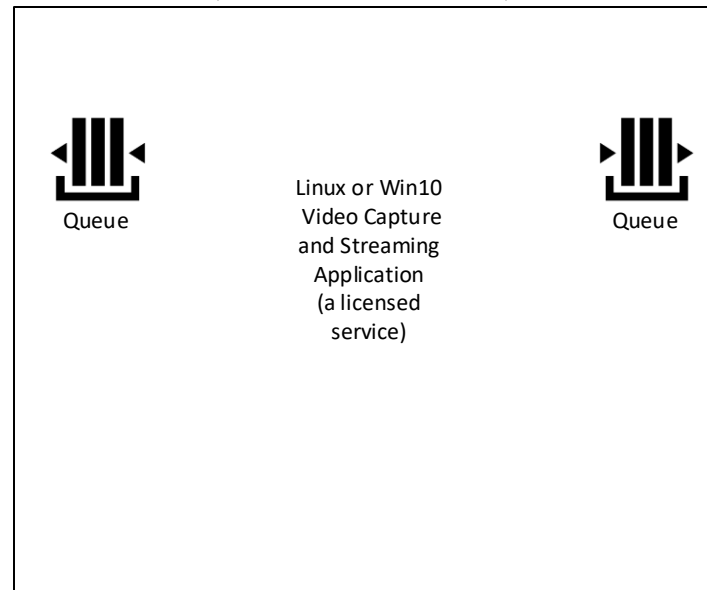 Queue
Queue
Linux or Win10
Video Capture
and Streaming
Application
(a licensed
service)